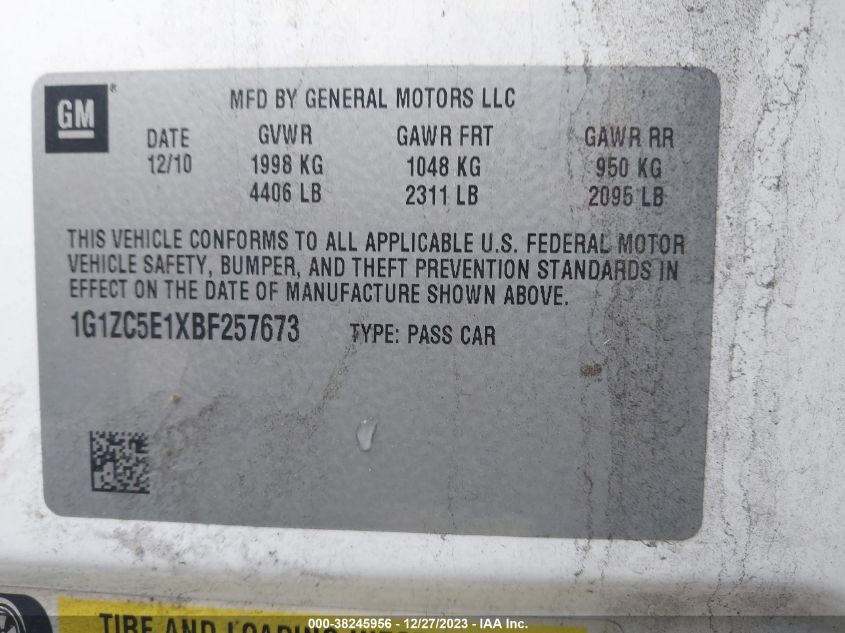 GM®
MFD BY GENERAL MOTORS LLC
DATE GVWR GAWR FRT GAWR RR
12/10 1998 KG 1048 KG 950 KG
4406 LB 2311 LB 2095 LB
THIS VEHICLE CONFORMS TO ALL APPLICABLE U.S. FEDERAL MOTOR
VEHICLE SAFETY, BUMPER, AND THEFT PREVENTION STANDARDS IN
EFFECT ON THE DATE OF MANUFACTURE SHOWN ABOVE.
1G1ZC5E1XBF257673 TYPE: PASS CAR
TIRE AND LOADING
000-38245956 - 12/27/2023 - IAA Inc.